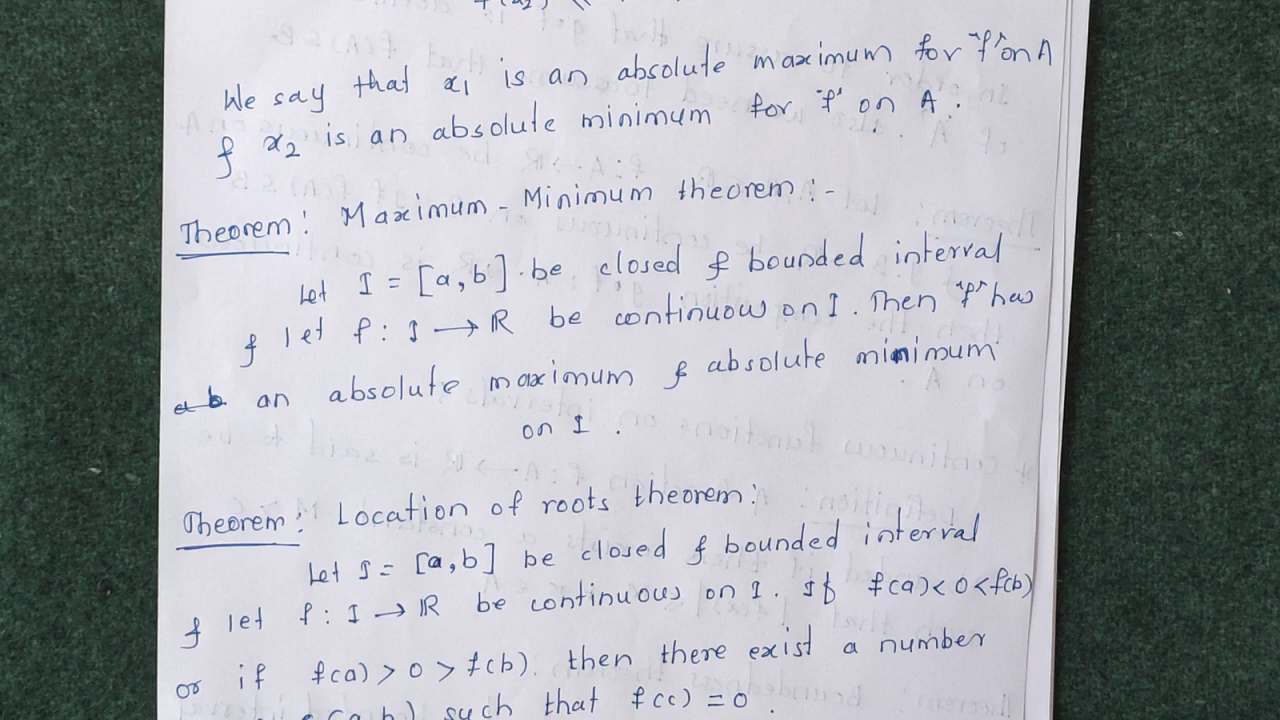 We say that x₁ is an absolute maximum for "f" on A
& x₂ is an absolute minimum for "f" on A.
Theorem: Maximum - Minimum theorem :-
Let I = [a,b] be closed & bounded interval
& let f : I → ℝ be continuous on I. Then "f" has
an absolute maximum & absolute minimum
on I.
Theorem: Location of roots theorem:
Let I = [a,b] be closed & bounded interval
& let f : I → ℝ be continuous on I. If f(a) < 0 < f(b)
or if f(a) > 0 > f(b) then there exist a number
such that f(c) = 0.